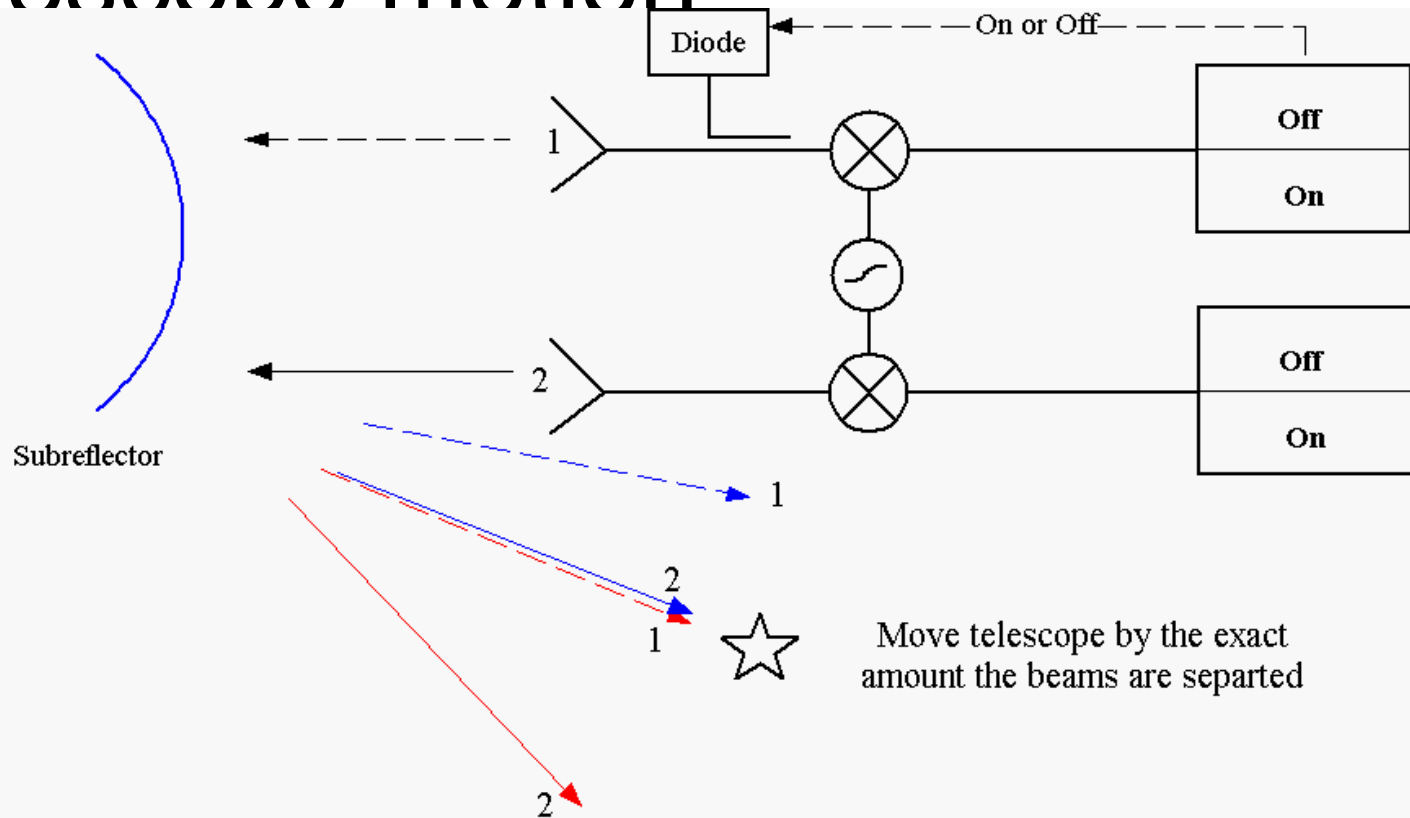 Diode
On or Off
Off
On
1
2
Off
On
Subreflector
1
2
1
2
Move telescope by the exact
amount the beams are separted